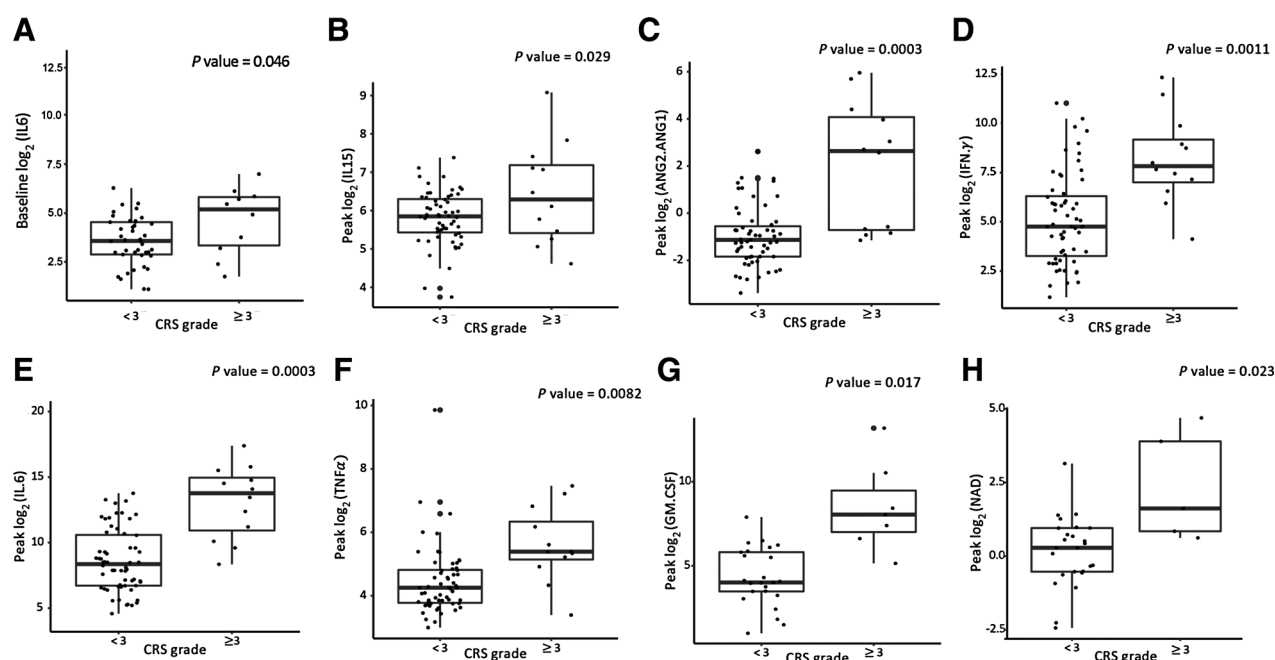 A
P value = 0.046
Baseline log2 (IL6)
12.5
10.0
7.5
5.0
2.5
< 3
≥ 3
CRS grade
B
P value = 0.029
Peak log2 (IL15)
9
8
7
6
5
4
< 3
≥ 3
CRS grade
C
P value = 0.0003
Peak log2 (ANG2.ANG1)
6
4
2
0
-2
< 3
≥ 3
CRS grade
D
P value = 0.0011
Peak log2 (IFN.γ)
12.5
10.0
7.5
5.0
2.5
< 3
≥ 3
CRS grade
E
P value = 0.0003
Peak log2 (IL.6)
20
15
10
5
< 3
≥3
CRS grade
F
P value = 0.0082
Peak log2 (TNFα)
10
8
6
4
< 3
≥ 3
CRS grade
G
P value = 0.017
Peak log2 (GM.CSF)
10
5
< 3
≥ 3
CRS grade
H
P value = 0.023
Peak log2 (NAD)
5.0
2.5
0.0
-2.5
< 3
≥ 3
CRS grade